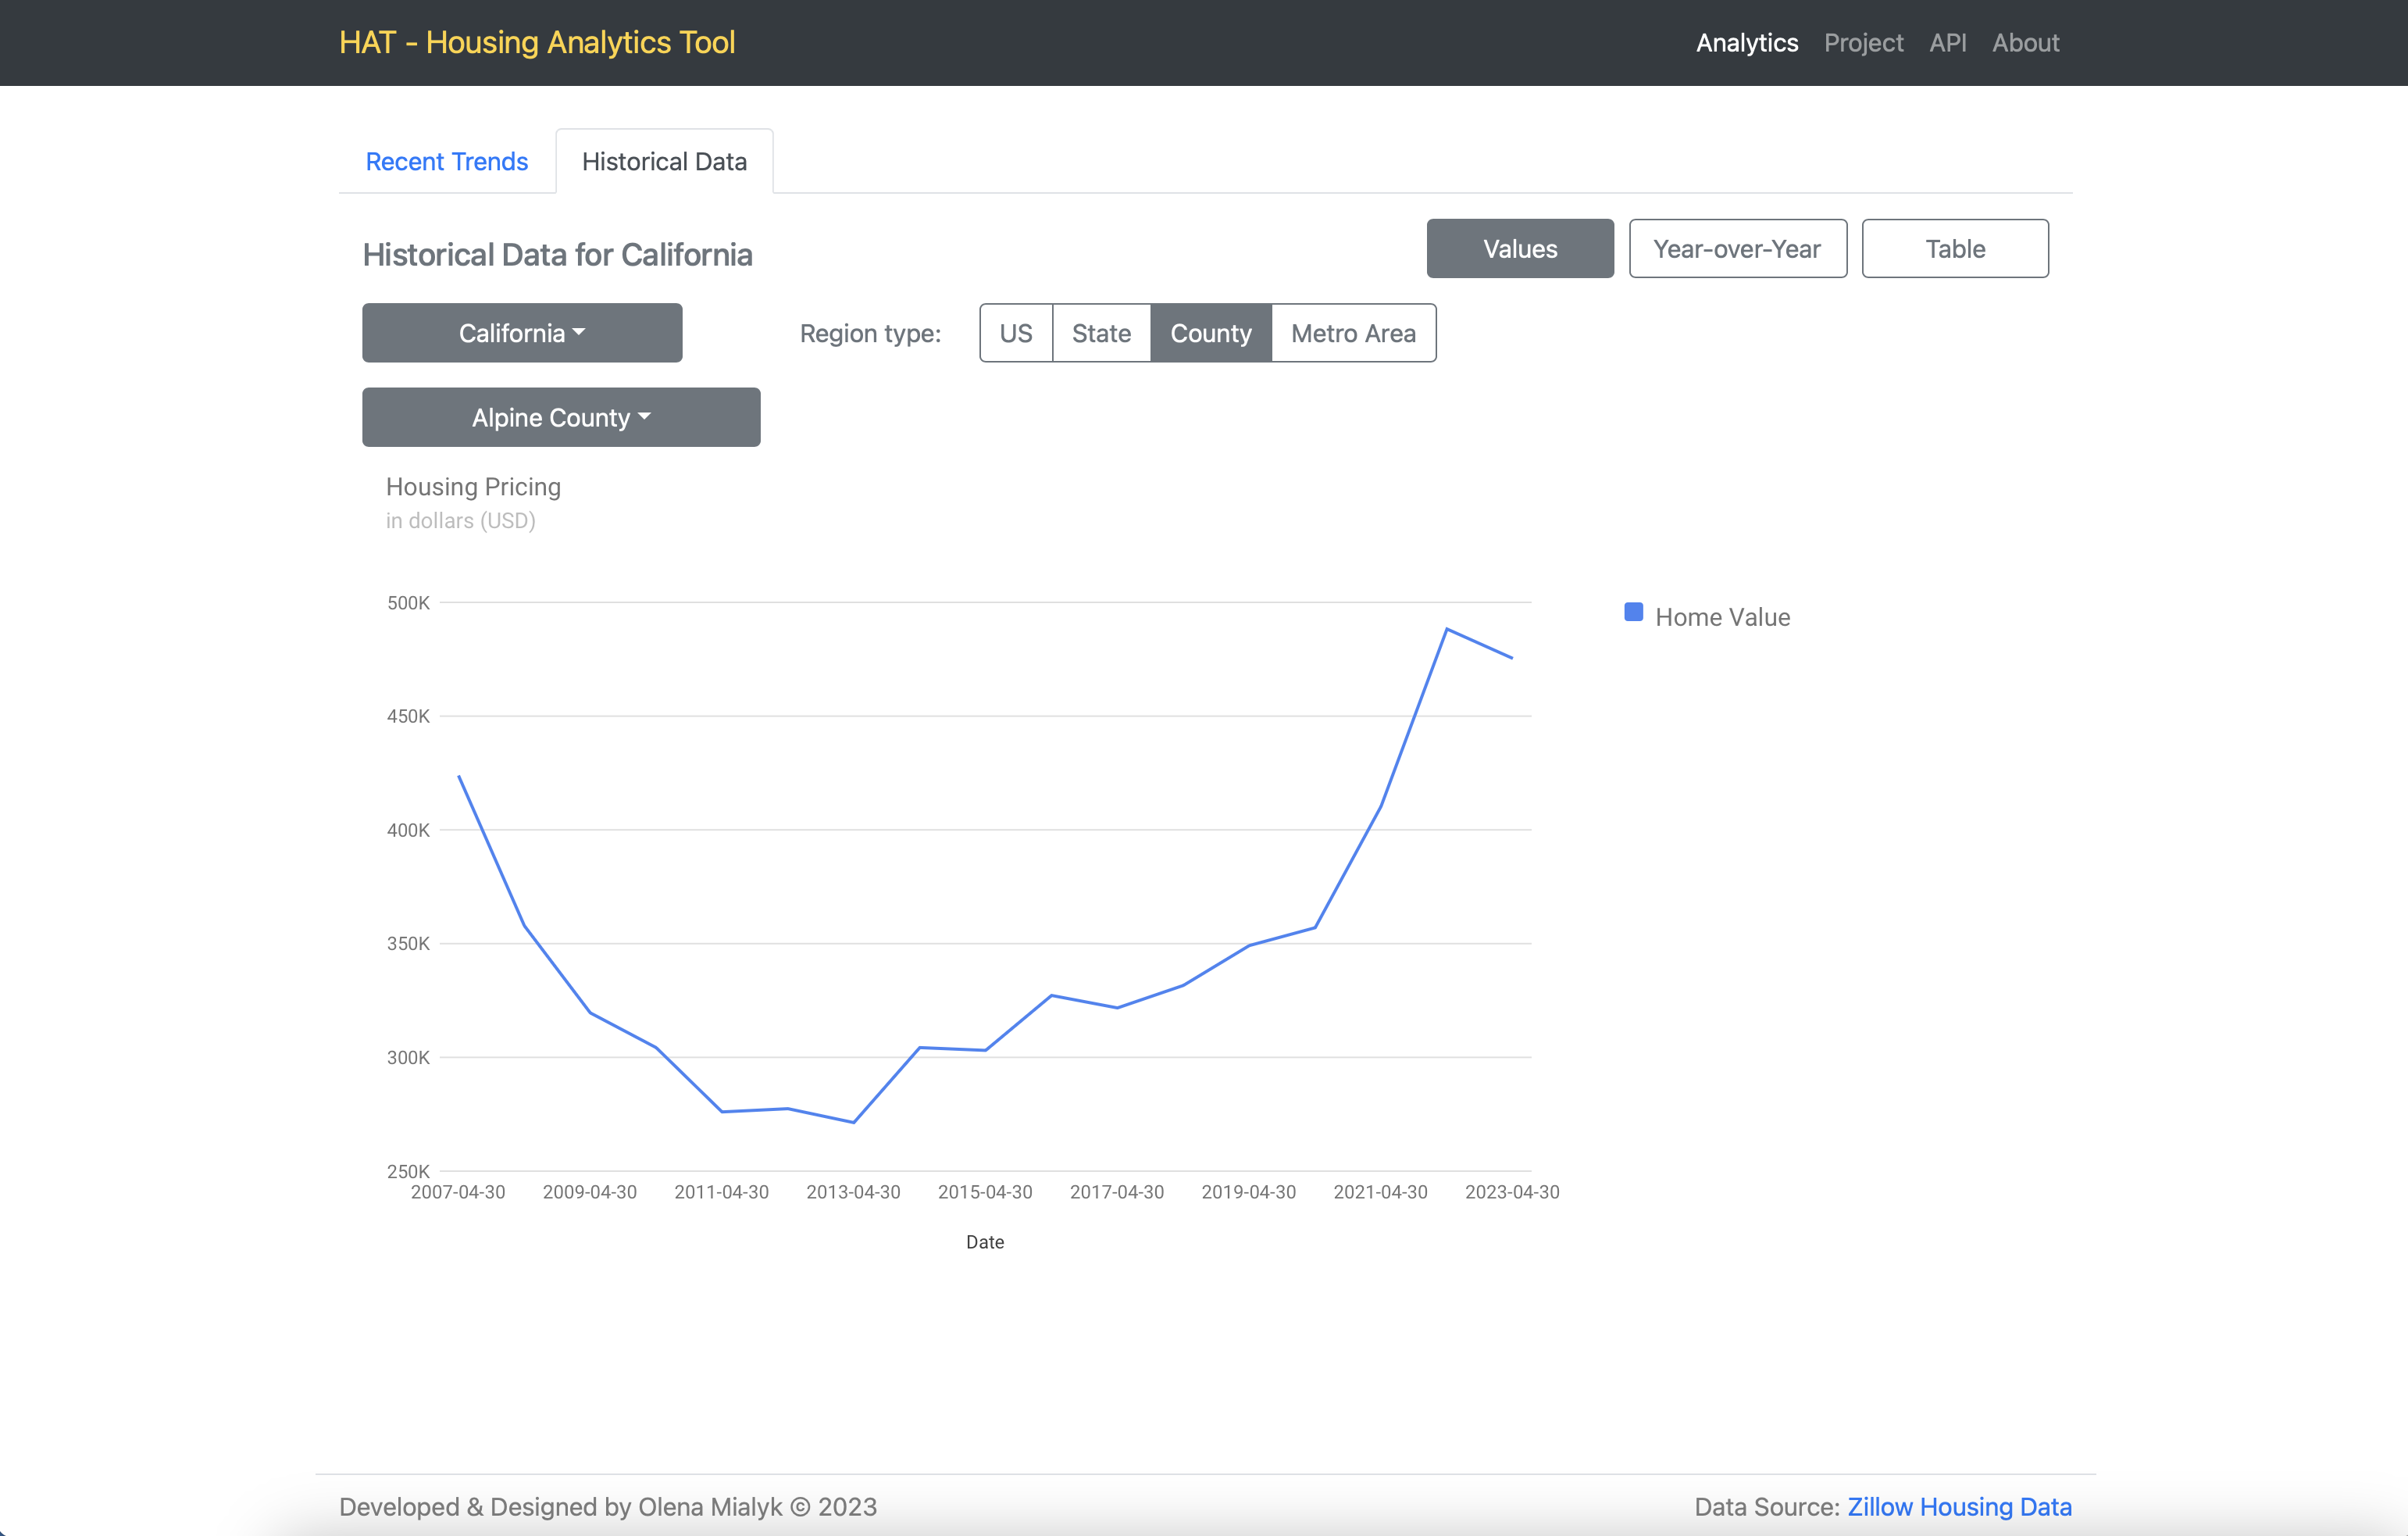 HAT - Housing Analytics Tool
Analytics Project API About
Recent Trends Historical Data
Historical Data for California
Values Year-over-Year Table
California Region type: US State County Metro Area
Alpine County
Housing Pricing
in dollars (USD)
500K
Home Value
450K
400K
350K
300K
250K
2007-04-30 2009-04-30 2011-04-30 2013-04-30 2015-04-30 2017-04-30 2019-04-30 2021-04-30 2023-04-30
Date
Developed & Designed by Olena Mialyk © 2023
Data Source: Zillow Housing Data